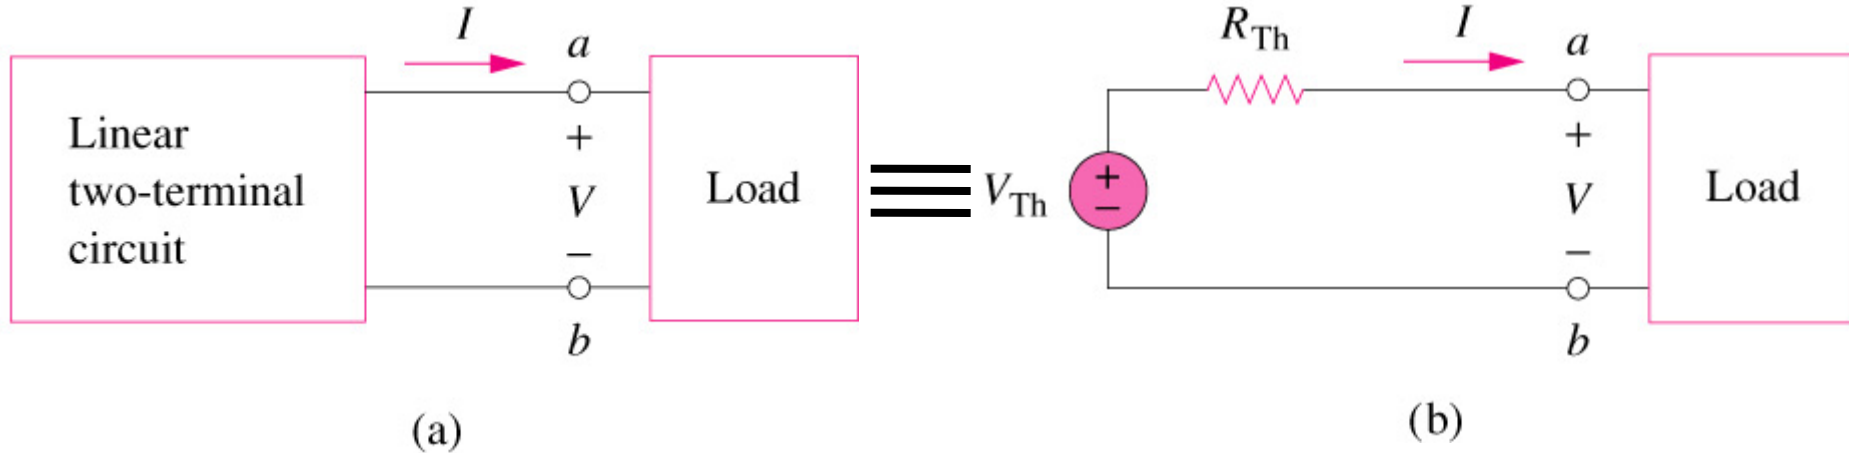 I
a
Linear
two-terminal
circuit
+
V
−
b
Load
(a)
V_Th
+
−
R_Th
I
a
+
V
−
b
Load
(b)